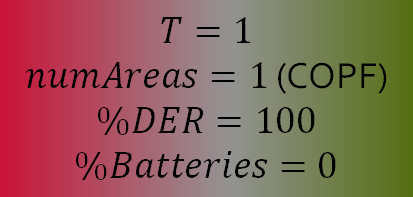 T = 1
numAreas = 1 (COPF)
%DER = 100
%Batteries = 0